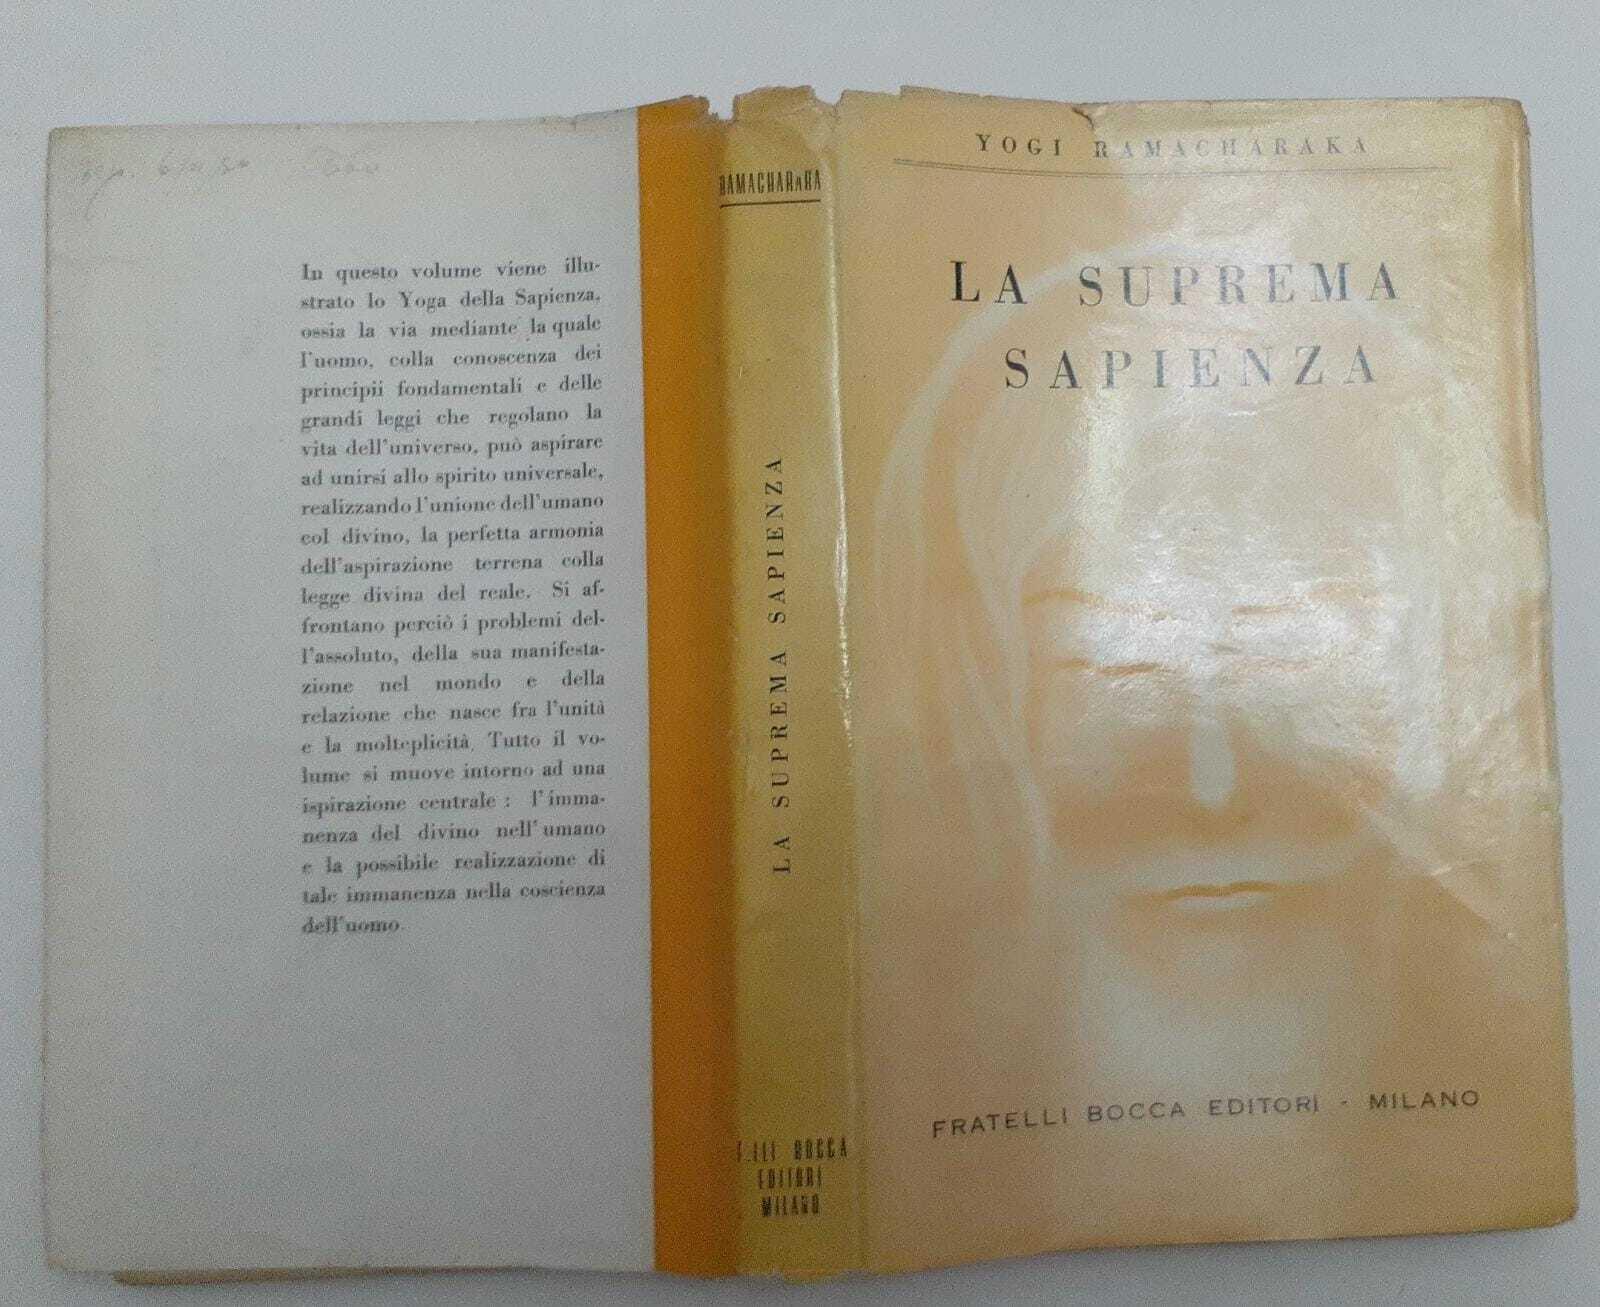 In questo volume viene illu-
strato lo Yoga della Sapienza,
ossia la via mediante la quale
l'uomo, colla conoscenza dei
principii fondamentali e delle
grandi leggi che regolano la
vita dell'universo, può aspirare
ad unirsi allo spirito universale,
realizzando l'unione dell'umano
col divino, la perfetta armonia
dell'aspirazione terrena colla
legge divina del reale. Si af-
frontano perciò i problemi del-
l'assoluto, della sua manifesta-
zione nel mondo e della
relazione che nasce fra l'unità
e la molteplicità. Tutto il vo-
lume si muove intorno ad una
ispirazione centrale : l'imma-
nenza del divino nell'umano
e la possibile realizzazione di
tale immanenza nella coscienza
dell'uomo.
RAMACHARAKA
LA SUPREMA SAPIENZA
F.LLI BOCCA
EDITORI
MILANO
YOGI RAMACHARAKA
LA SUPREMA
SAPIENZA
FRATELLI BOCCA EDITORI - MILANO